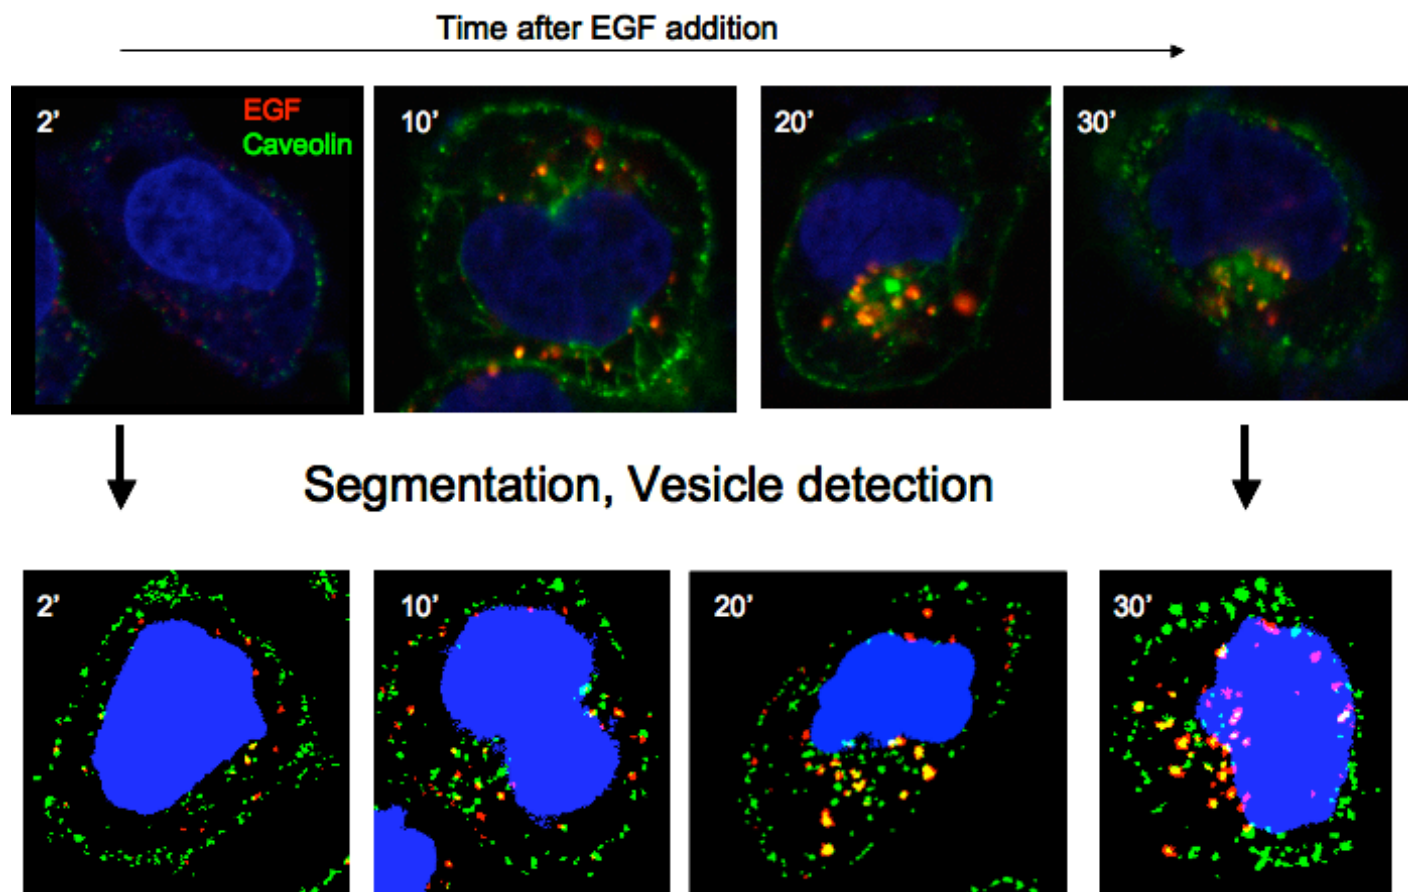 Time after EGF addition
2'
EGF
Caveolin
10'
20'
30'
Segmentation, Vesicle detection
2'
10'
20'
30'